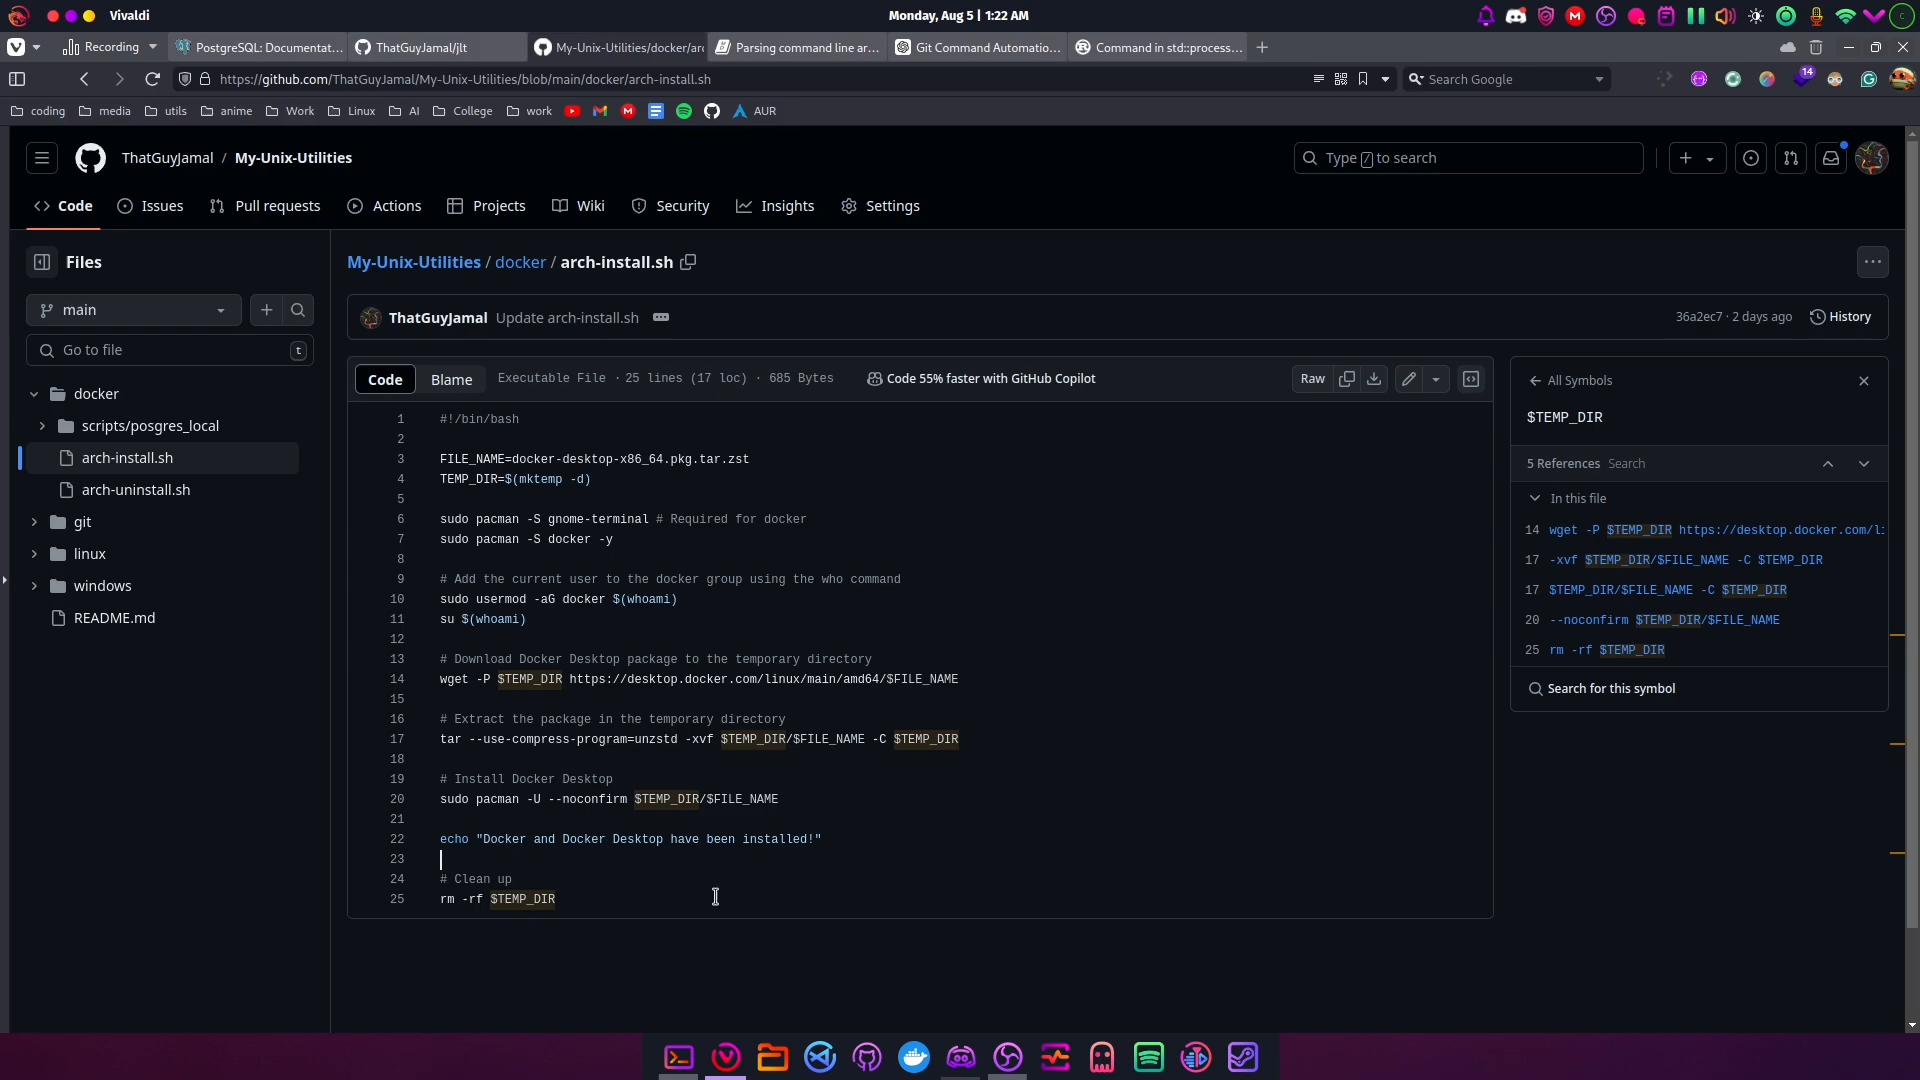 Vivaldi
Monday, Aug 5 | 1:22 AM
Recording
PostgreSQL: Documentat...
ThatGuyJamal/jlt
My-Unix-Utilities/docker/arc
Parsing command line ar...
Git Command Automatio...
Command in std::process...
https://github.com/ThatGuyJamal/My-Unix-Utilities/blob/main/docker/arch-install.sh
Search Google
14
coding
media
utils
anime
Work
Linux
AI
College
work
AUR
ThatGuyJamal / My-Unix-Utilities
Type / to search
Code
Issues
Pull requests
Actions
Projects
Wiki
Security
Insights
Settings
Files
main
Go to file
t
docker
scripts/posgres_local
arch-install.sh
arch-uninstall.sh
git
linux
windows
README.md
My-Unix-Utilities / docker / arch-install.sh
ThatGuyJamal Update arch-install.sh
36a2ec7 · 2 days ago
History
Code
Blame
Executable File · 25 lines (17 loc) · 685 Bytes
Code 55% faster with GitHub Copilot
Raw
1 #!/bin/bash
2
3 FILE_NAME=docker-desktop-x86_64.pkg.tar.zst
4 TEMP_DIR=$(mktemp -d)
5
6 sudo pacman -S gnome-terminal # Required for docker
7 sudo pacman -S docker -y
8
9 # Add the current user to the docker group using the who command
10 sudo usermod -aG docker $(whoami)
11 su $(whoami)
12
13 # Download Docker Desktop package to the temporary directory
14 wget -P $TEMP_DIR https://desktop.docker.com/linux/main/amd64/$FILE_NAME
15
16 # Extract the package in the temporary directory
17 tar --use-compress-program=unzstd -xvf $TEMP_DIR/$FILE_NAME -C $TEMP_DIR
18
19 # Install Docker Desktop
20 sudo pacman -U --noconfirm $TEMP_DIR/$FILE_NAME
21
22 echo "Docker and Docker Desktop have been installed!"
23
24 # Clean up
25 rm -rf $TEMP_DIR
All Symbols
$TEMP_DIR
5 References Search
In this file
14 wget -P $TEMP_DIR https://desktop.docker.com/li
17 -xvf $TEMP_DIR/$FILE_NAME -C $TEMP_DIR
17 $TEMP_DIR/$FILE_NAME -C $TEMP_DIR
20 --noconfirm $TEMP_DIR/$FILE_NAME
25 rm -rf $TEMP_DIR
Search for this symbol